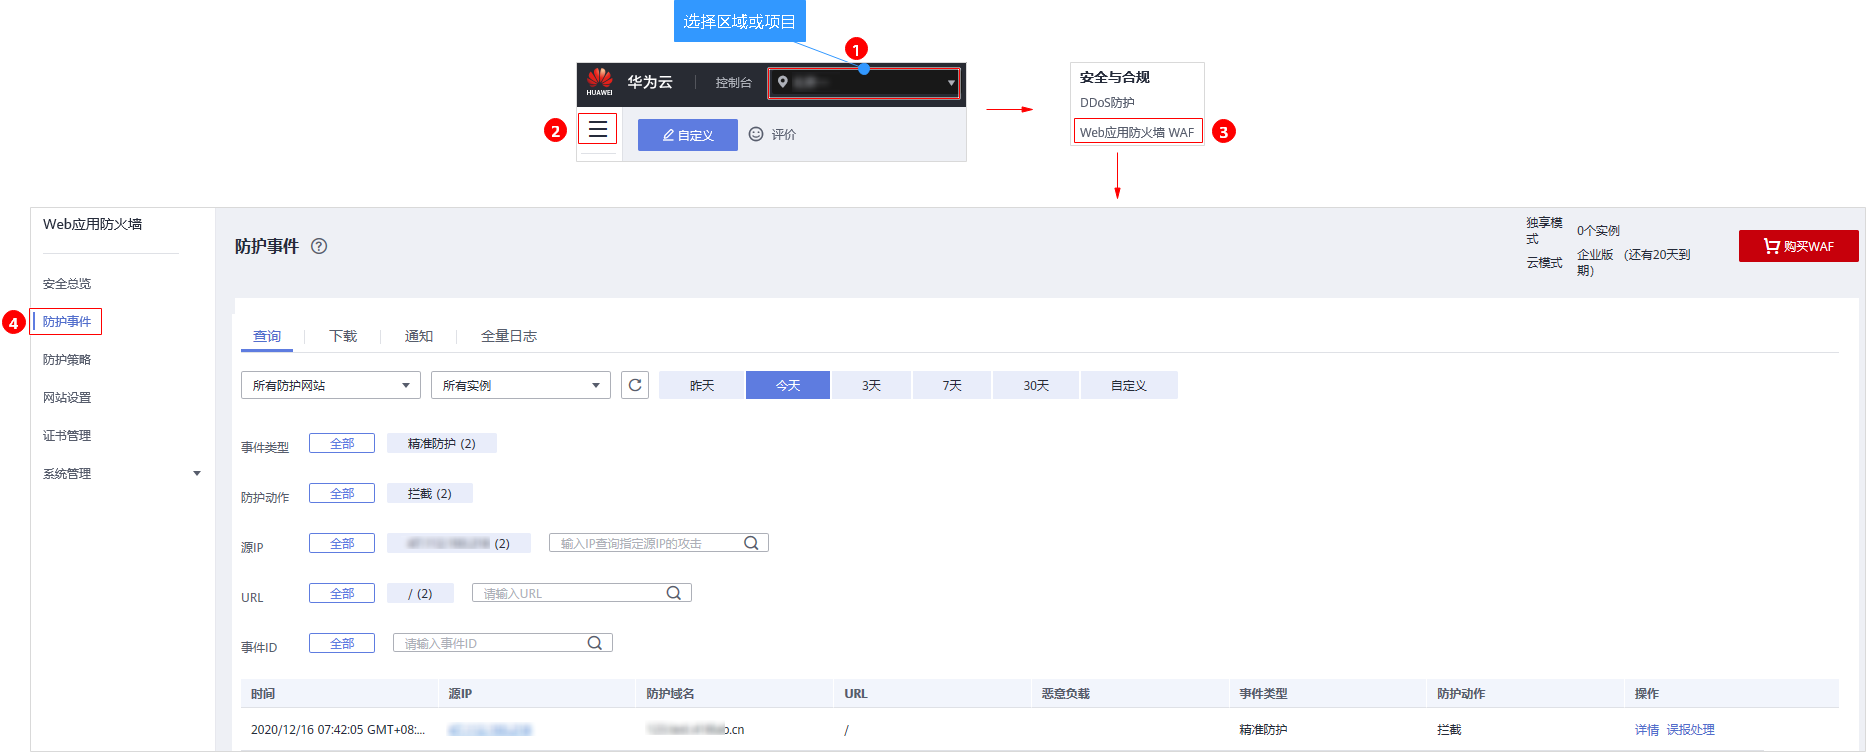 选择区域或项目
1
HUAWEI
华为云
控制台
2
自定义
评价
安全与合规
DDoS防护
Web应用防火墙 WAF
3
Web应用防火墙
安全总览
4
防护事件
防护策略
网站设置
证书管理
系统管理
防护事件
独享模式
0个实例
云模式
企业版 （还有20天到期）
购买WAF
查询
下载
通知
全量日志
所有防护网站
所有实例
昨天
今天
3天
7天
30天
自定义
事件类型
全部
精准防护 (2)
防护动作
全部
拦截 (2)
源IP
全部
(2)
输入IP查询指定源IP的攻击
URL
全部
/ (2)
请输入URL
事件ID
全部
请输入事件ID
时间 源IP 防护域名 URL 恶意负载 事件类型 防护动作 操作
2020/12/16 07:42:05 GMT+08:... .cn / 精准防护 拦截 详情 误报处理